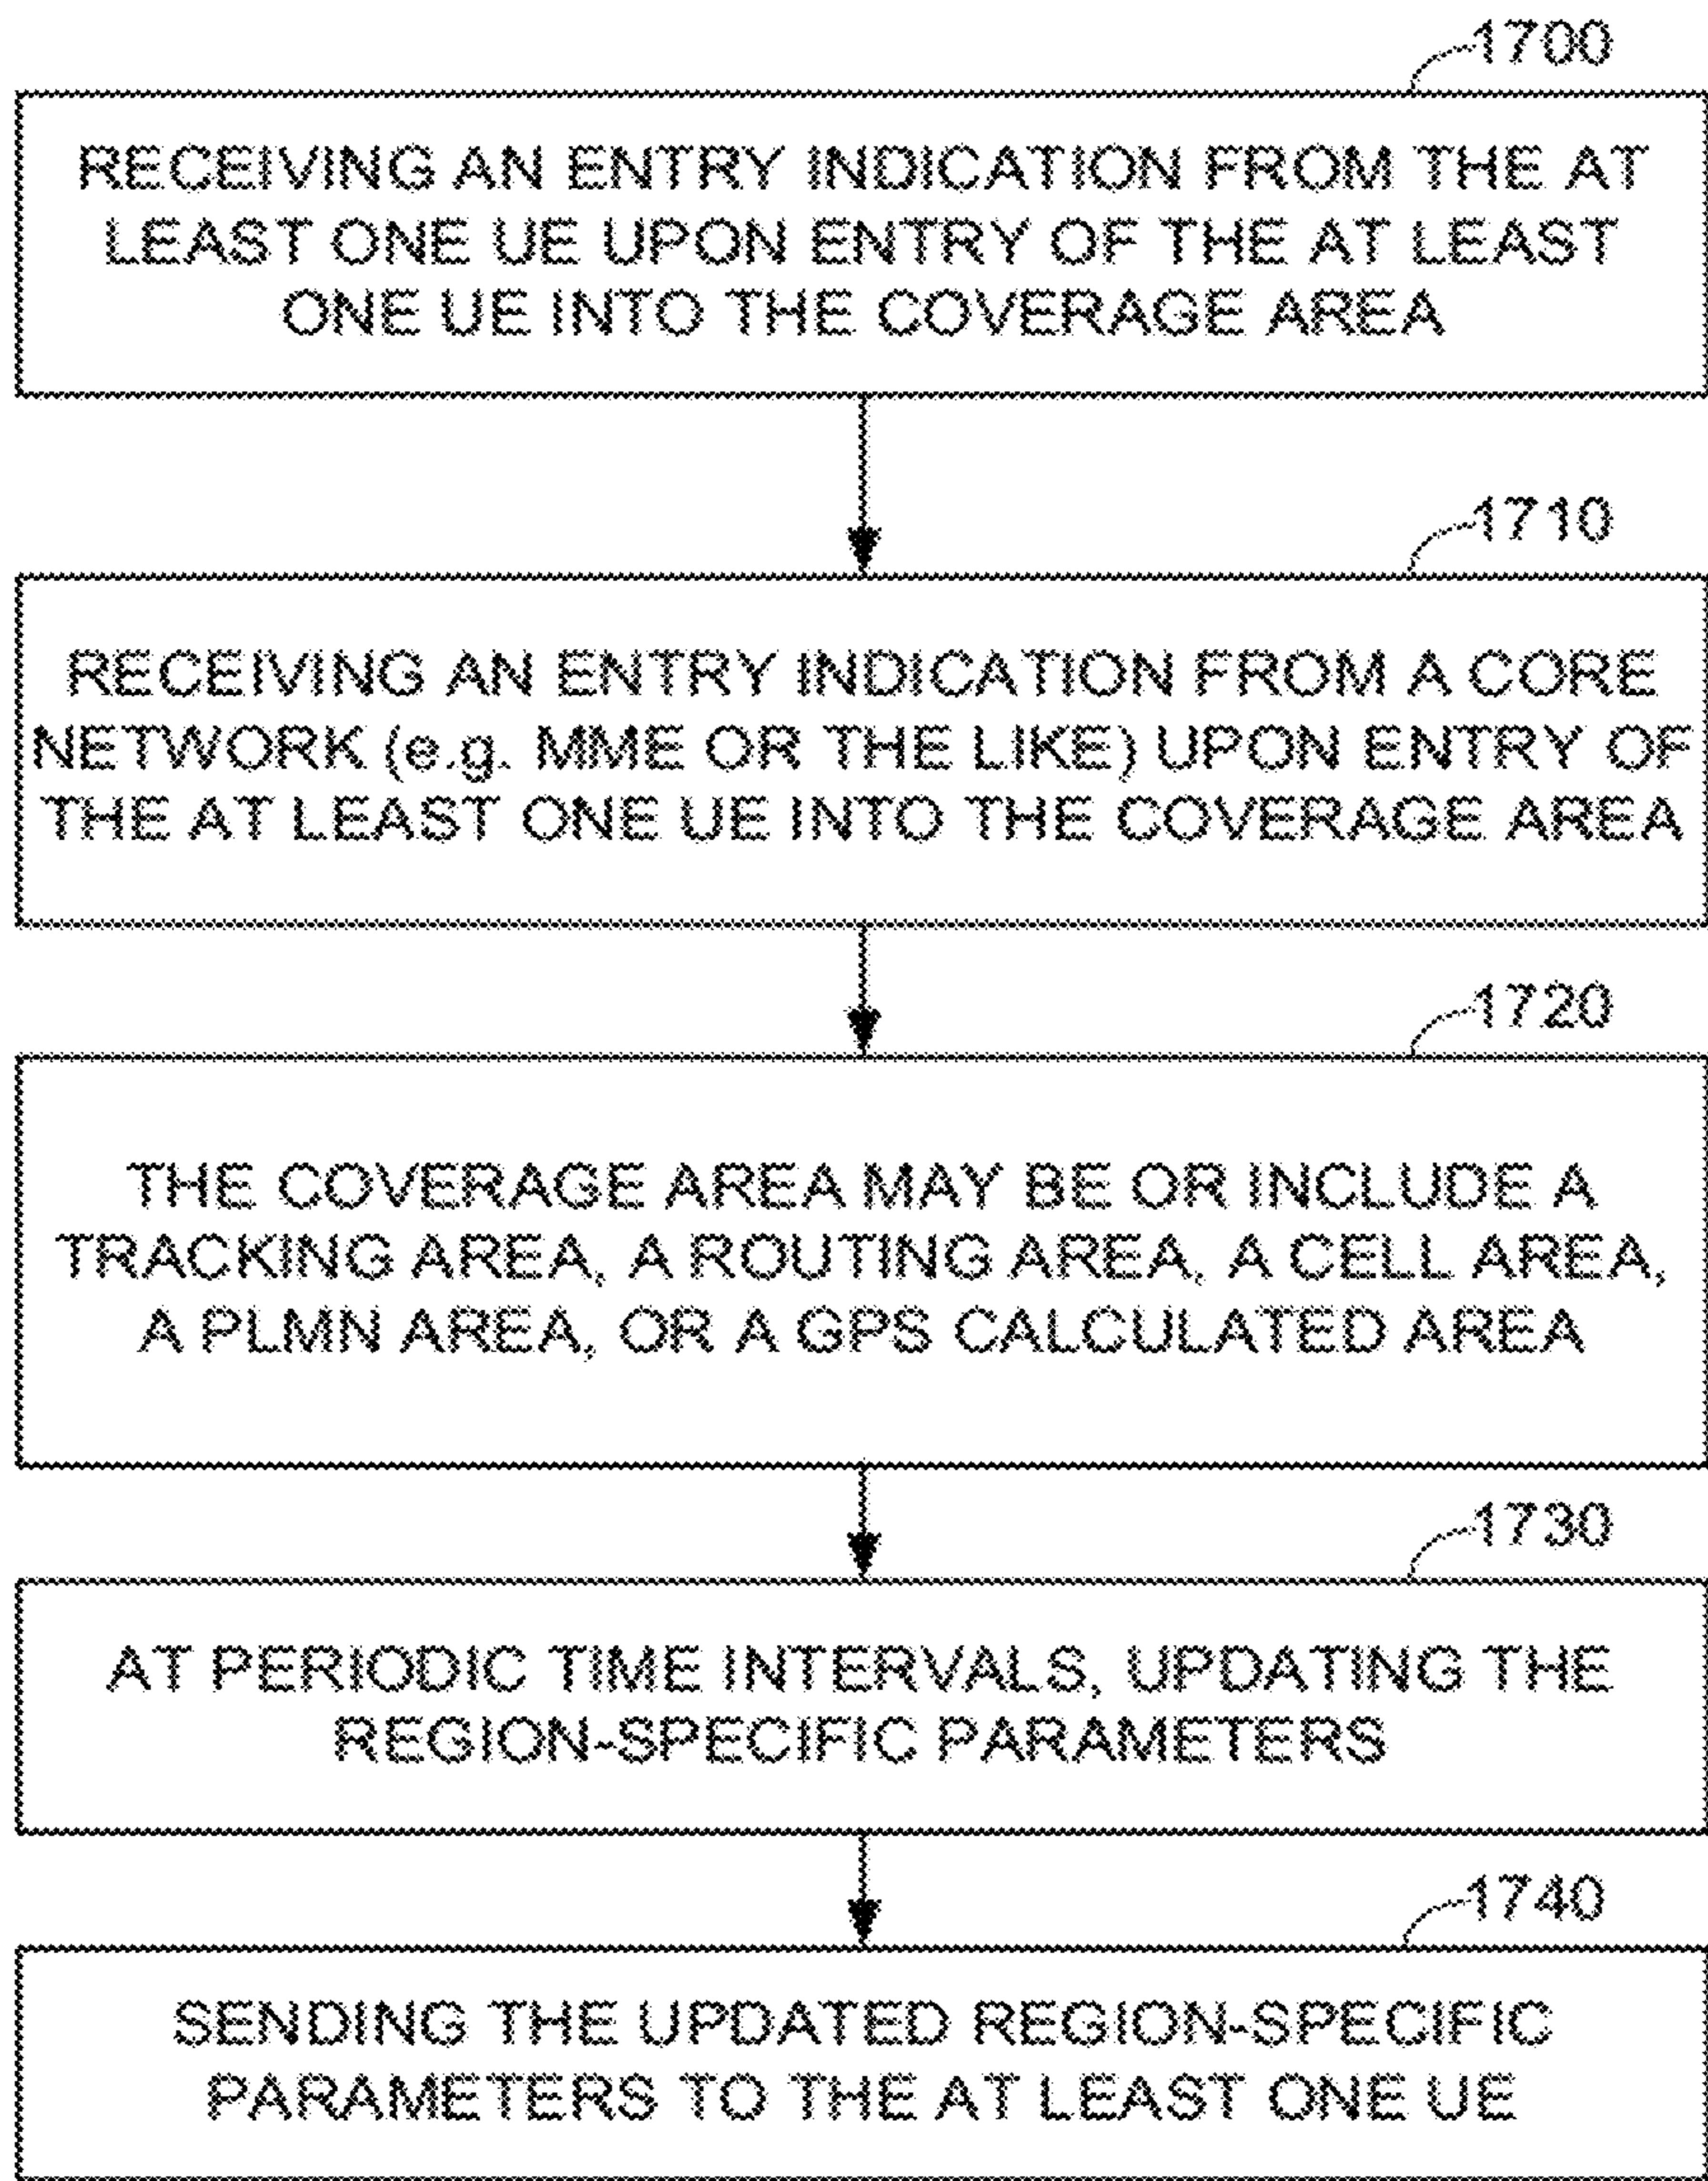 1700
RECEIVING AN ENTRY INDICATION FROM THE AT
LEAST ONE UE UPON ENTRY OF THE AT LEAST
ONE UE INTO THE COVERAGE AREA
1710
RECEIVING AN ENTRY INDICATION FROM A CORE
NETWORK (e.g. MME OR THE LIKE) UPON ENTRY OF
THE AT LEAST ONE UE INTO THE COVERAGE AREA
1720
THE COVERAGE AREA MAY BE OR INCLUDE A
TRACKING AREA, A ROUTING AREA, A CELL AREA,
A PLMN AREA, OR A GPS CALCULATED AREA
1730
AT PERIODIC TIME INTERVALS, UPDATING THE
REGION-SPECIFIC PARAMETERS
1740
SENDING THE UPDATED REGION-SPECIFIC
PARAMETERS TO THE AT LEAST ONE UE